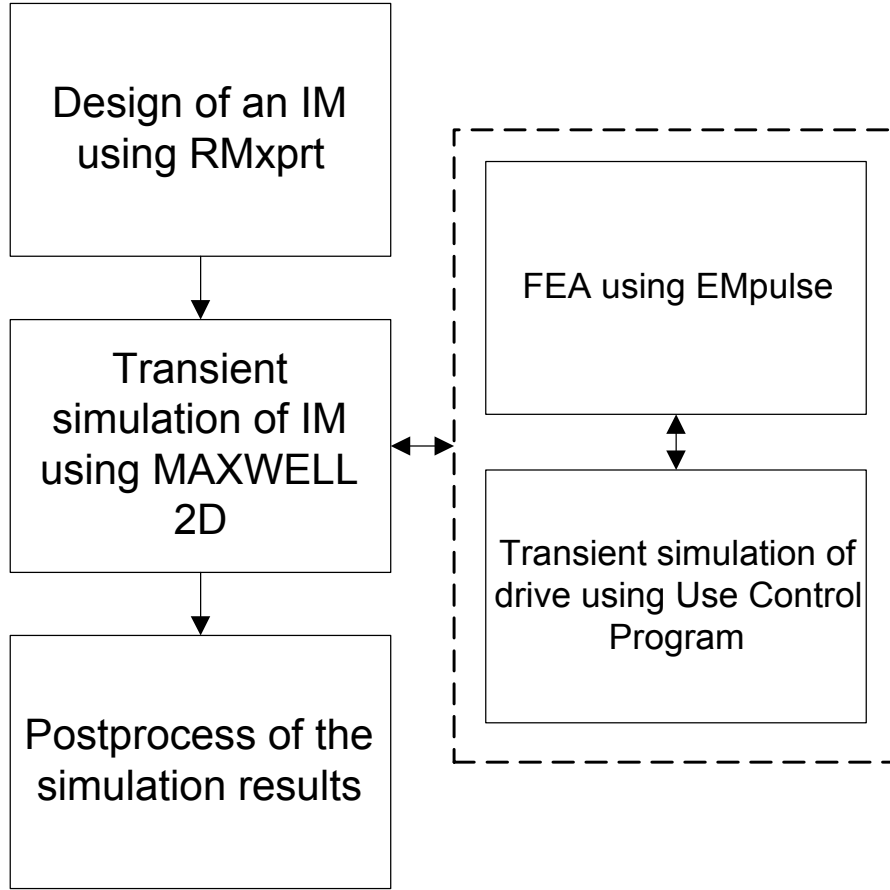 Design of an IM
using RMxprt
Transient
simulation of IM
using MAXWELL
2D
Postprocess of the
simulation results
FEA using EMpulse
Transient simulation of
drive using Use Control
Program